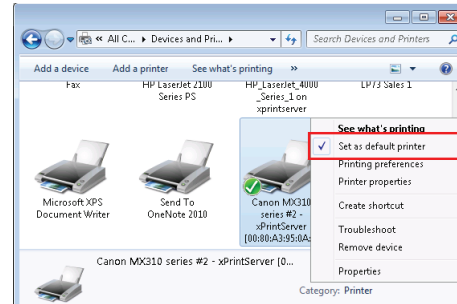 « All C... ▸ Devices and Pri... ▸
Search Devices and Printers
Add a device Add a printer See what's printing »
Fax
HP LaserJet 2100
Series PS
HP_LaserJet_4000
_Series_1 on
xprintserver
LP73 Sales 1
Microsoft XPS
Document Writer
Send To
OneNote 2010
Canon MX310
series #2 -
xPrintServer
[00:80:A3:95:0A:
See what's printing
Set as default printer
Printing preferences
Printer properties
Create shortcut
Troubleshoot
Remove device
Properties
Canon MX310 series #2 - xPrintServer [0...
Category: Printer